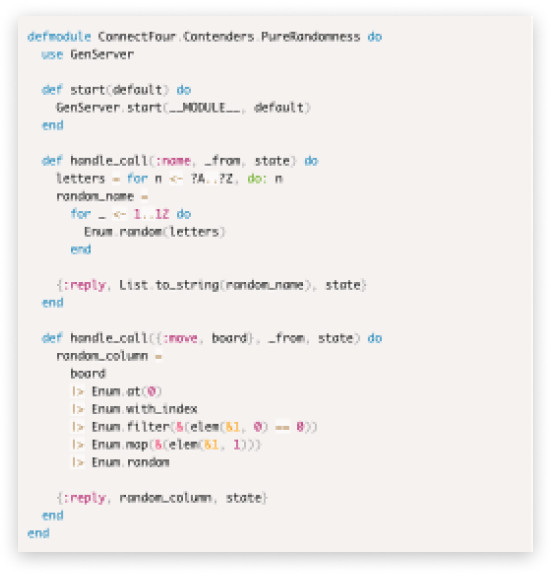 defmodule ConnectFour.Contenders.PureRandomness do
  use GenServer

  def start(default) do
    GenServer.start(__MODULE__, default)
  end

  def handle_call(:name, _from, state) do
    letters = for n <- ?A..?Z, do: n
    random_name =
      for _ <- 1..12 do
        Enum.random(letters)
      end

    {:reply, List.to_string(random_name), state}
  end

  def handle_call({:move, board}, _from, state) do
    random_column =
      board
      |> Enum.at(0)
      |> Enum.with_index
      |> Enum.filter(&(elem(&1, 0) == 0))
      |> Enum.map(&(elem(&1, 1)))
      |> Enum.random

    {:reply, random_column, state}
  end
end